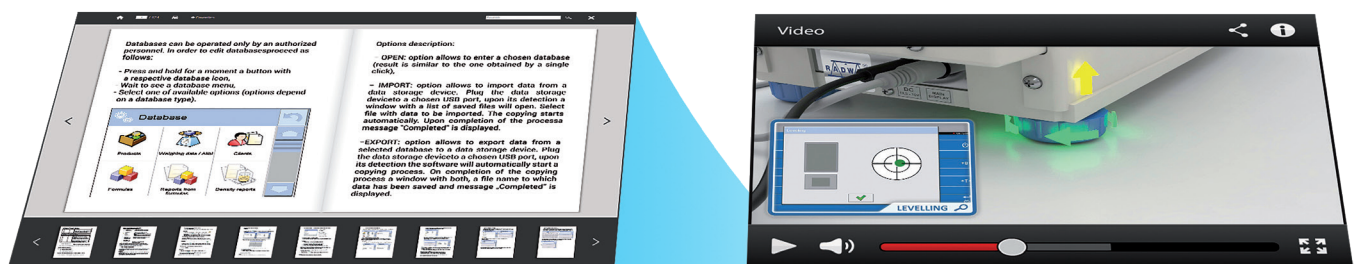 Databases can be operated only by an authorized
personnel. In order to edit databasesproceed as
follows:
- Press and hold for a moment a button with
a respective database icon,
- Wait to see a database menu,
- Select one of available options (options depend
on a database type).
Database
Products
Weighing data / Alibi
Clients
Formulas
Reports from
formulas
Density reports
Options description:
- OPEN: option allows to enter a chosen database
(result is similar to the one obtained by a single
click),
- IMPORT: option allows to import data from a
data storage device. Plug the data storage
deviceto a chosen USB port, upon its detection a
window with a list of saved files will open. Select
file with data to be imported. The copying starts
automatically. Upon completion of the processa
message "Completed" is displayed.
-EXPORT: option allows to export data from a
selected database to a data storage device. Plug
the data storage deviceto a chosen USB port, upon
its detection the software will automatically start a
copying process. On completion of the copying
process a window with both, a file name to which
data has been saved and message „Completed" is
displayed.
Video
RADWAG
DC
DISPLAY
LEVELLING